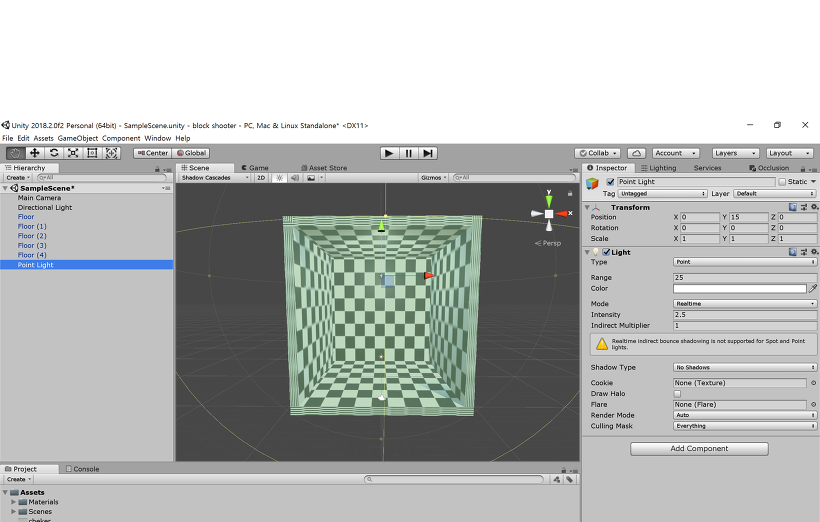 Unity 2018.2.0f2 Personal (64bit) - SampleScene.unity - block shooter - PC, Mac & Linux Standalone* <DX11>
File Edit Assets GameObject Component Window Help
Center Global Collab Account Layers Layout
Hierarchy
Create All
SampleScene*
Main Camera
Directional Light
Floor
Floor (1)
Floor (2)
Floor (3)
Floor (4)
Point Light
Scene Game Asset Store
Shadow Cascades 2D Gizmos All
y
x
Persp
Inspector Lighting Services Occlusion
Point Light Static
Tag Untagged Layer Default
Transform
Position X 0 Y 15 Z 0
Rotation X 0 Y 0 Z 0
Scale X 1 Y 1 Z 1
Light
Type Point
Range 25
Color
Mode Realtime
Intensity 2.5
Indirect Multiplier 1
Realtime indirect bounce shadowing is not supported for Spot and Point
lights.
Shadow Type No Shadows
Cookie None (Texture)
Draw Halo
Flare None (Flare)
Render Mode Auto
Culling Mask Everything
Add Component
Project Console
Create
Assets
Materials
Scenes
cheker